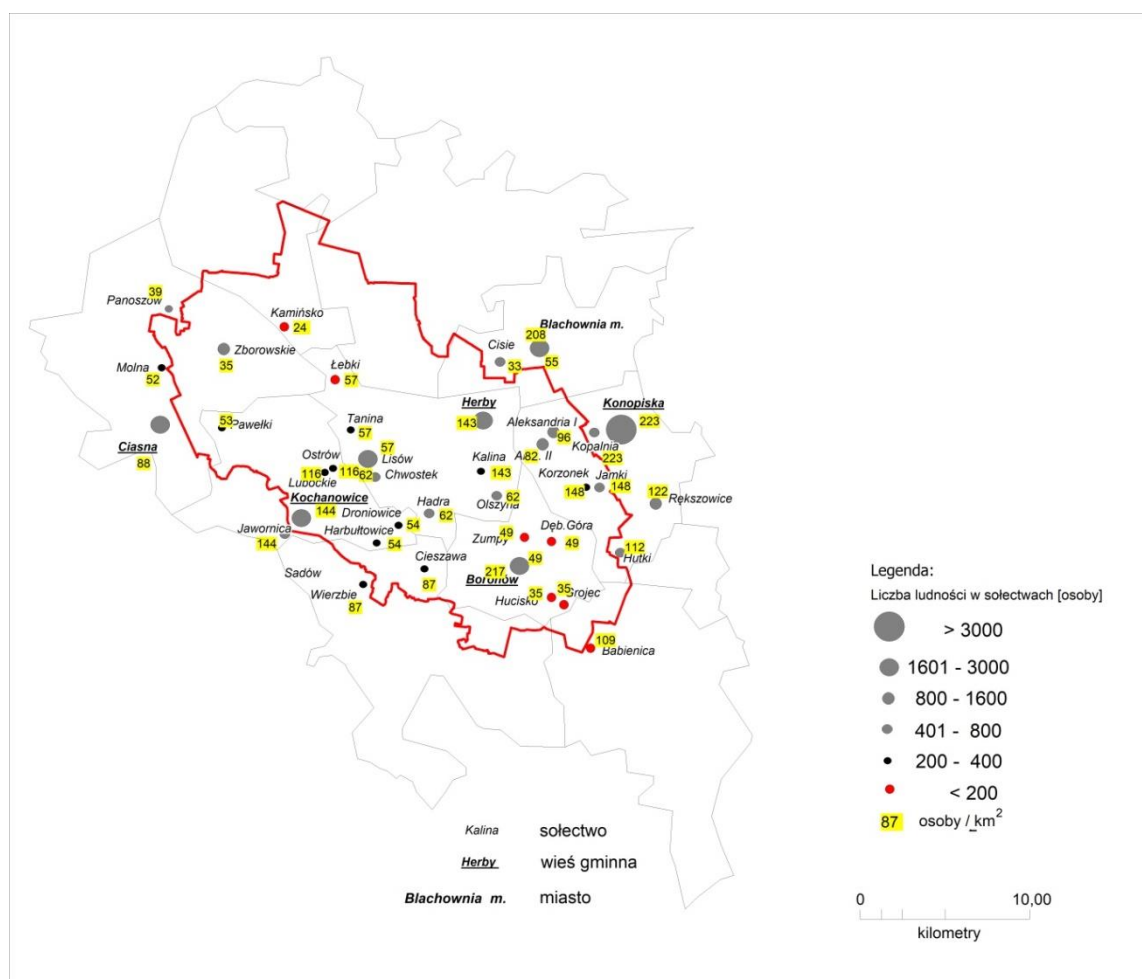 39
Panoszów
Kamińsko
24
Blachownia m.
208
Cisie
33
55
Zborowskie
35
Molna
52
Łebki
57
Herby
143
Konopiska
223
Aleksandria I
96
Kopalnia
223
A. II
82
53
Pawełki
Ciasna
88
Tanina
57
57
Lisów
Ostrów
116
116
62
Chwostek
Lubockie
Kalina
143
Korzonek
148
Jamki
148
122
Rększowice
Olszyna
62
Kochanowice
144
Droniowice
54
Hadra
62
Jawornica
144
Harbułtowice
54
Zumpy
49
Dęb.Góra
49
112
Hutki
Cieszawa
87
49
217
Boronów
Sadów
Wierzbie
87
35
35
Hucisko
Grojec
109
Babienica
Legenda:
Liczba ludności w sołectwach [osoby]
> 3000
1601 - 3000
800 - 1600
401 - 800
200 - 400
< 200
87 osoby / km2
Kalina sołectwo
Herby wieś gminna
Blachownia m. miasto
0 10,00
kilometry